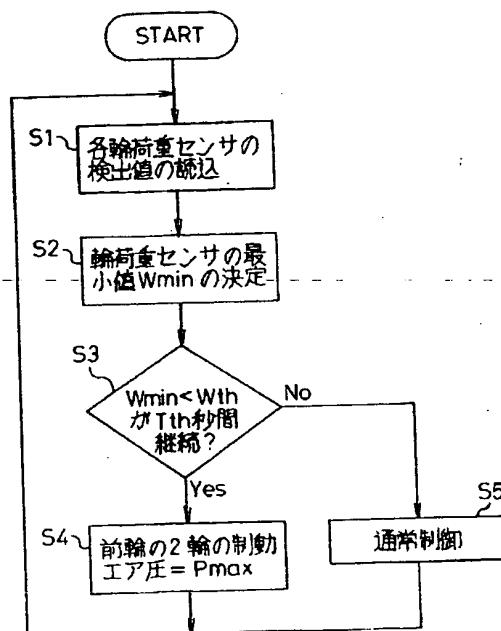 START
S1
各輪荷重センサの
検出値の読込
S2
輪荷重センサの最
小値Wminの決定
S3
Wmin<Wth
がTth秒間
継続?
No
Yes
S4
前輪の2輪の制動
エア圧=Pmax
S5
通常制御